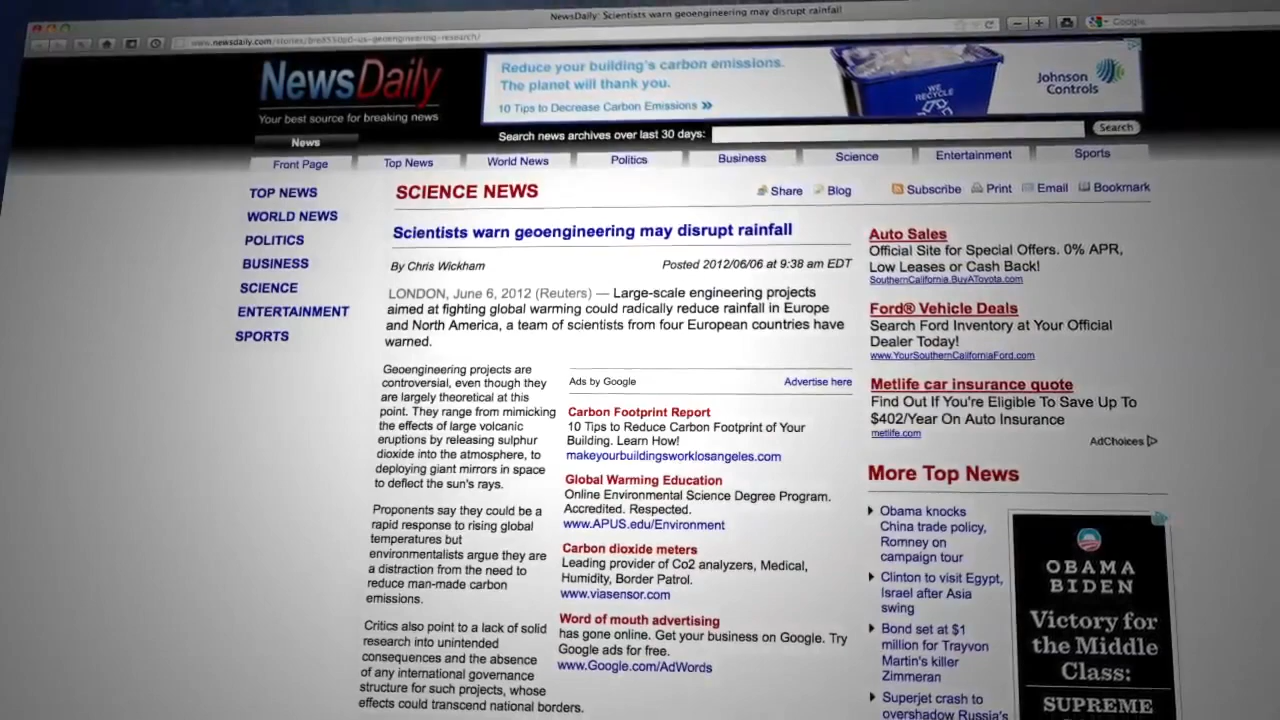 NewsDaily: Scientists warn geoengineering may disrupt rainfall
Google
NewsDaily
Your best source for breaking news
Reduce your building's carbon emissions.
The planet will thank you.
10 Tips to Decrease Carbon Emissions »
WE
RECYCLE
Johnson
Controls
News
Search news archives over last 30 days:
Search
Front Page
Top News
World News
Politics
Business
Science
Entertainment
Sports
TOP NEWS
WORLD NEWS
POLITICS
BUSINESS
SCIENCE
ENTERTAINMENT
SPORTS
SCIENCE NEWS
Share
Blog
Subscribe
Print
Email
Bookmark
Scientists warn geoengineering may disrupt rainfall
By Chris Wickham
Posted 2012/06/06 at 9:38 am EDT
LONDON, June 6, 2012 (Reuters) — Large-scale engineering projects
aimed at fighting global warming could radically reduce rainfall in Europe
and North America, a team of scientists from four European countries have
warned.
Geoengineering projects are
controversial, even though they
are largely theoretical at this
point. They range from mimicking
the effects of large volcanic
eruptions by releasing sulphur
dioxide into the atmosphere, to
deploying giant mirrors in space
to deflect the sun's rays.
Proponents say they could be a
rapid response to rising global
temperatures but
environmentalists argue they are
a distraction from the need to
reduce man-made carbon
emissions.
Critics also point to a lack of solid
research into unintended
consequences and the absence
of any international governance
structure for such projects, whose
effects could transcend national borders.
Ads by Google
Advertise here
Carbon Footprint Report
10 Tips to Reduce Carbon Footprint of Your
Building. Learn How!
makeyourbuildingsworklosangeles.com
Global Warming Education
Online Environmental Science Degree Program.
Accredited. Respected.
www.APUS.edu/Environment
Carbon dioxide meters
Leading provider of Co2 analyzers, Medical,
Humidity, Border Patrol.
www.viasensor.com
Word of mouth advertising
has gone online. Get your business on Google. Try
Google ads for free.
www.Google.com/AdWords
Auto Sales
Official Site for Special Offers. 0% APR,
Low Leases or Cash Back!
SouthernCalifornia.BuyAToyota.com
Ford® Vehicle Deals
Search Ford Inventory at Your Official
Dealer Today!
www.YourSouthernCaliforniaFord.com
Metlife car insurance quote
Find Out If You're Eligible To Save Up To
$402/Year On Auto Insurance
metlife.com
AdChoices
More Top News
Obama knocks
China trade policy,
Romney on
campaign tour
Clinton to visit Egypt,
Israel after Asia
swing
Bond set at $1
million for Trayvon
Martin's killer
Zimmeran
Superjet crash to
overshadow Russia's
OBAMA
BIDEN
Victory for
the Middle
Class:
SUPREME